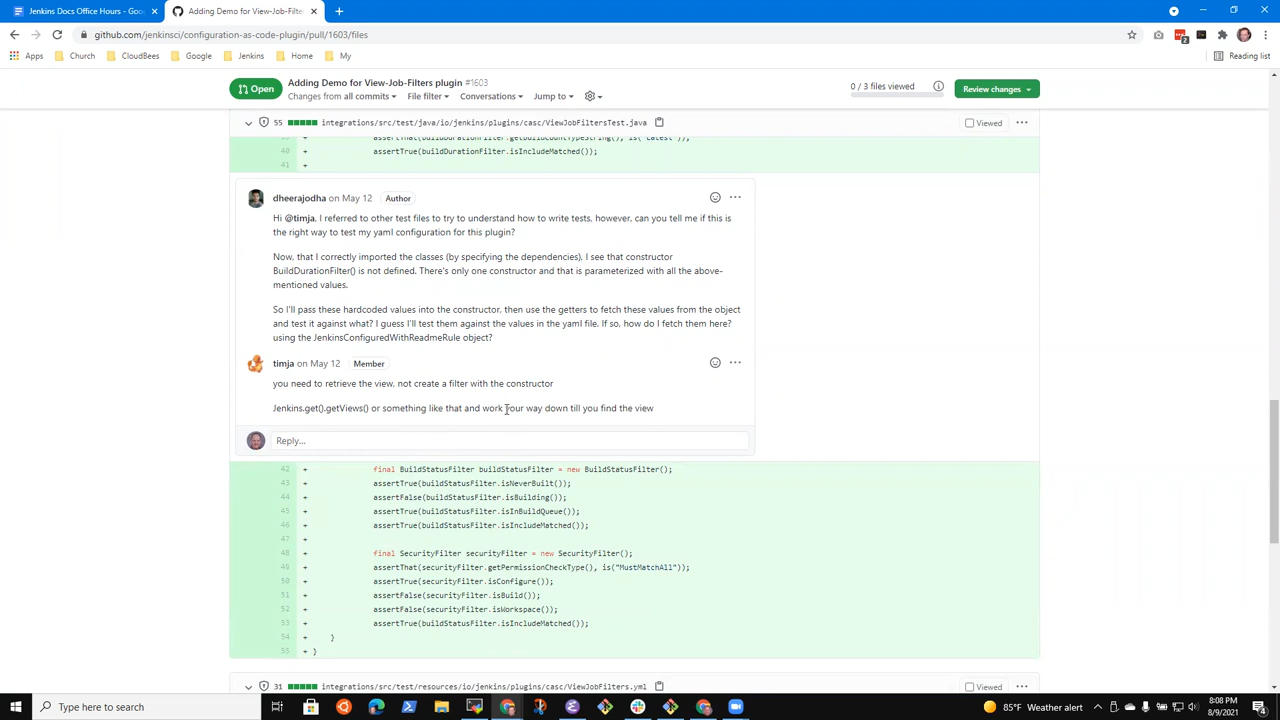 Jenkins Docs Office Hours - Goo
Adding Demo for View-Job-Filter
github.com/jenkinsci/configuration-as-code-plugin/pull/1603/files
Apps Church CloudBees Google Jenkins Home My Reading list
Open
Adding Demo for View-Job-Filters plugin #1603
Changes from all commits File filter Conversations Jump to
0 / 3 files viewed
Review changes
55 integrations/src/test/java/io/jenkins/plugins/casc/ViewJobFiltersTest.java
Viewed
assertThat(buildDurationFilter.getBuildCountTypeString(), is("Latest"));
40 + assertTrue(buildDurationFilter.isIncludeMatched());
41 +
dheerajodha on May 12 Author
Hi @timja, I referred to other test files to try to understand how to write tests, however, can you tell me if this is
the right way to test my yaml configuration for this plugin?
Now, that I correctly imported the classes (by specifying the dependencies), I see that constructor
BuildDurationFilter() is not defined. There's only one constructor and that is parameterized with all the above-
mentioned values.
So I'll pass these hardcoded values into the constructor, then use the getters to fetch these values from the object
and test it against what? I guess I'll test them against the values in the yaml file. If so, how do I fetch them here?
using the JenkinsConfiguredWithReadmeRule object?
timja on May 12 Member
you need to retrieve the view, not create a filter with the constructor
Jenkins.get().getViews() or something like that and work your way down till you find the view
Reply...
42 + final BuildStatusFilter buildStatusFilter = new BuildStatusFilter();
43 + assertTrue(buildStatusFilter.isNeverBuilt());
44 + assertFalse(buildStatusFilter.isBuilding());
45 + assertTrue(buildStatusFilter.isInBuildQueue());
46 + assertTrue(buildStatusFilter.isIncludeMatched());
47 +
48 + final SecurityFilter securityFilter = new SecurityFilter();
49 + assertThat(securityFilter.getPermissionCheckType(), is("MustMatchAll"));
50 + assertTrue(securityFilter.isConfigure());
51 + assertFalse(securityFilter.isBuild());
52 + assertFalse(securityFilter.isWorkspace());
53 + assertTrue(securityFilter.isIncludeMatched());
54 + }
55 + }
31 integrations/src/test/resources/io/jenkins/plugins/casc/ViewJobFilters.yml
Viewed
Type here to search
85°F Weather alert
8:08 PM
8/9/2021